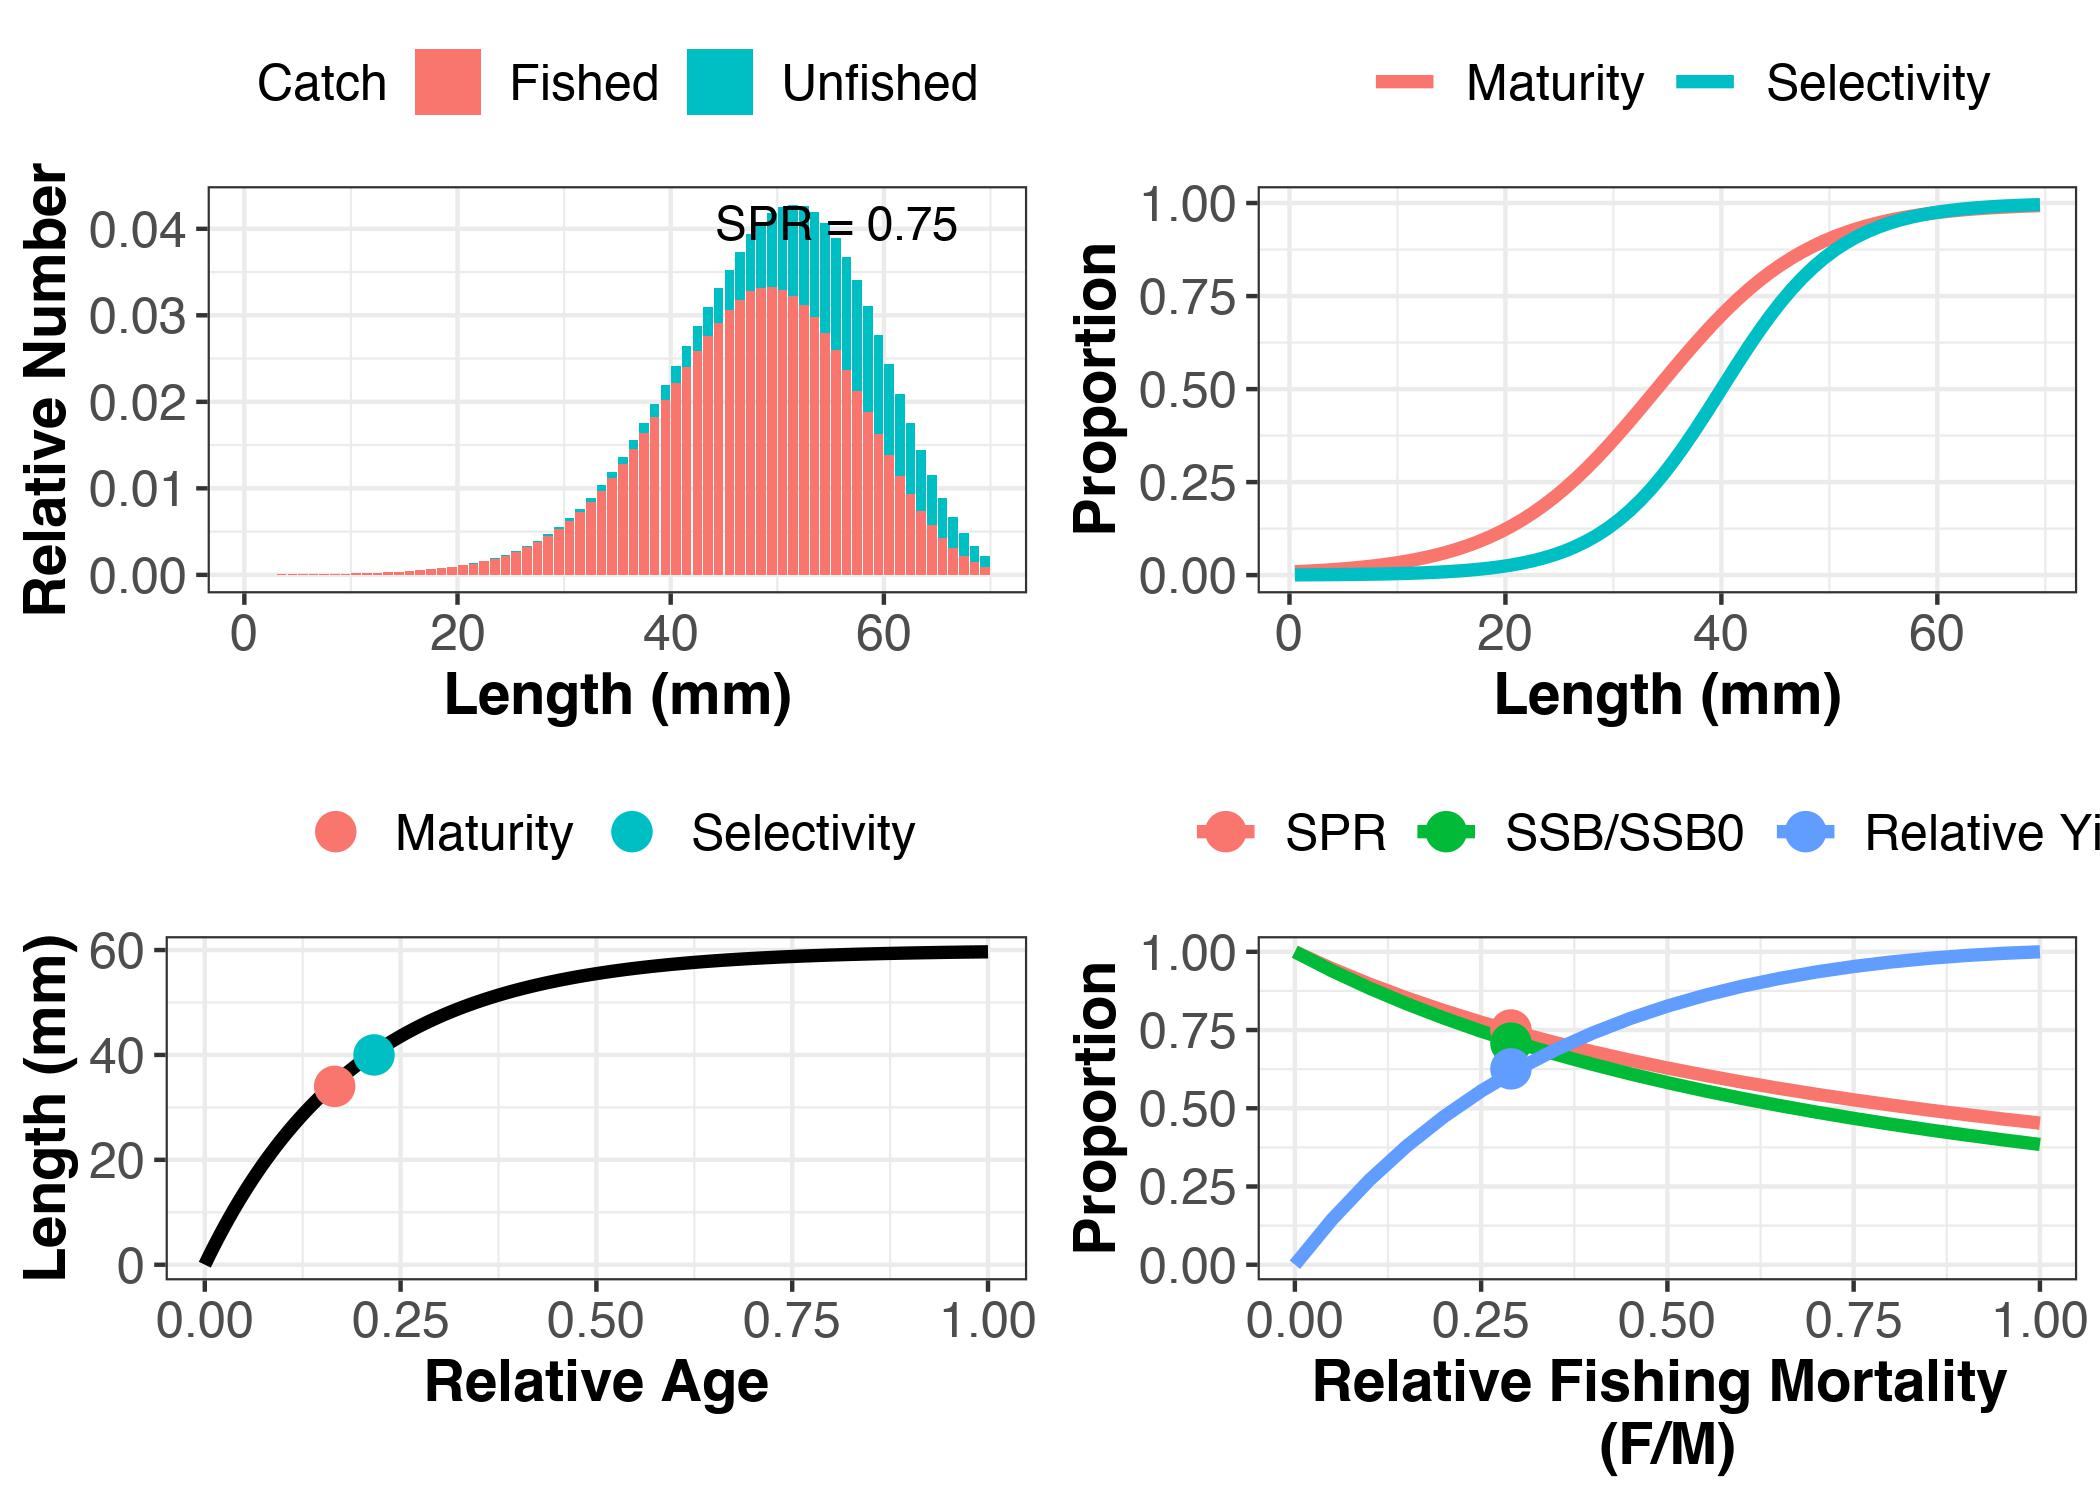 Catch Fished Unfished
Relative Number
0.04
0.03
0.02
0.01
0.00
SPR = 0.75
0 20 40 60
Length (mm)
Maturity Selectivity
Proportion
1.00
0.75
0.50
0.25
0.00
0 20 40 60
Length (mm)
Maturity Selectivity
Length (mm)
60
40
20
0
0.00 0.25 0.50 0.75 1.00
Relative Age
SPR SSB/SSB0 Relative Yi
Proportion
1.00
0.75
0.50
0.25
0.00
0.00 0.25 0.50 0.75 1.00
Relative Fishing Mortality
(F/M)